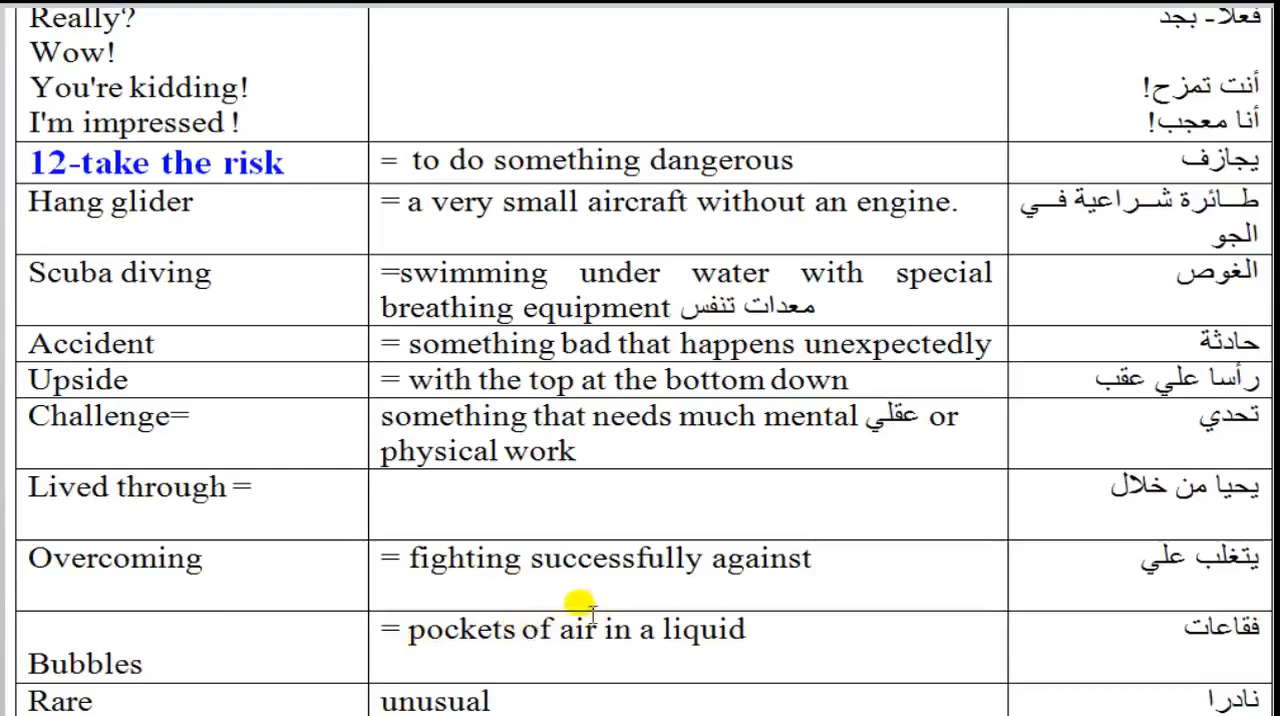 Really? فعلا- بجد
Wow!
You're kidding! أنت تمزح!
I'm impressed ! أنا معجب!
12-take the risk = to do something dangerous يجازف
Hang glider = a very small aircraft without an engine. طـــائرة شـــراعية فـــي
الجو
Scuba diving =swimming under water with special الغوص
breathing equipment معدات تنفس
Accident = something bad that happens unexpectedly حادثة
Upside = with the top at the bottom down رأسا علي عقب
Challenge= something that needs much mental عقلي or تحدي
physical work
Lived through = يحيا من خلال
Overcoming = fighting successfully against يتغلب علي
= pockets of air in a liquid فقاعات
Bubbles
Rare unusual نادرا